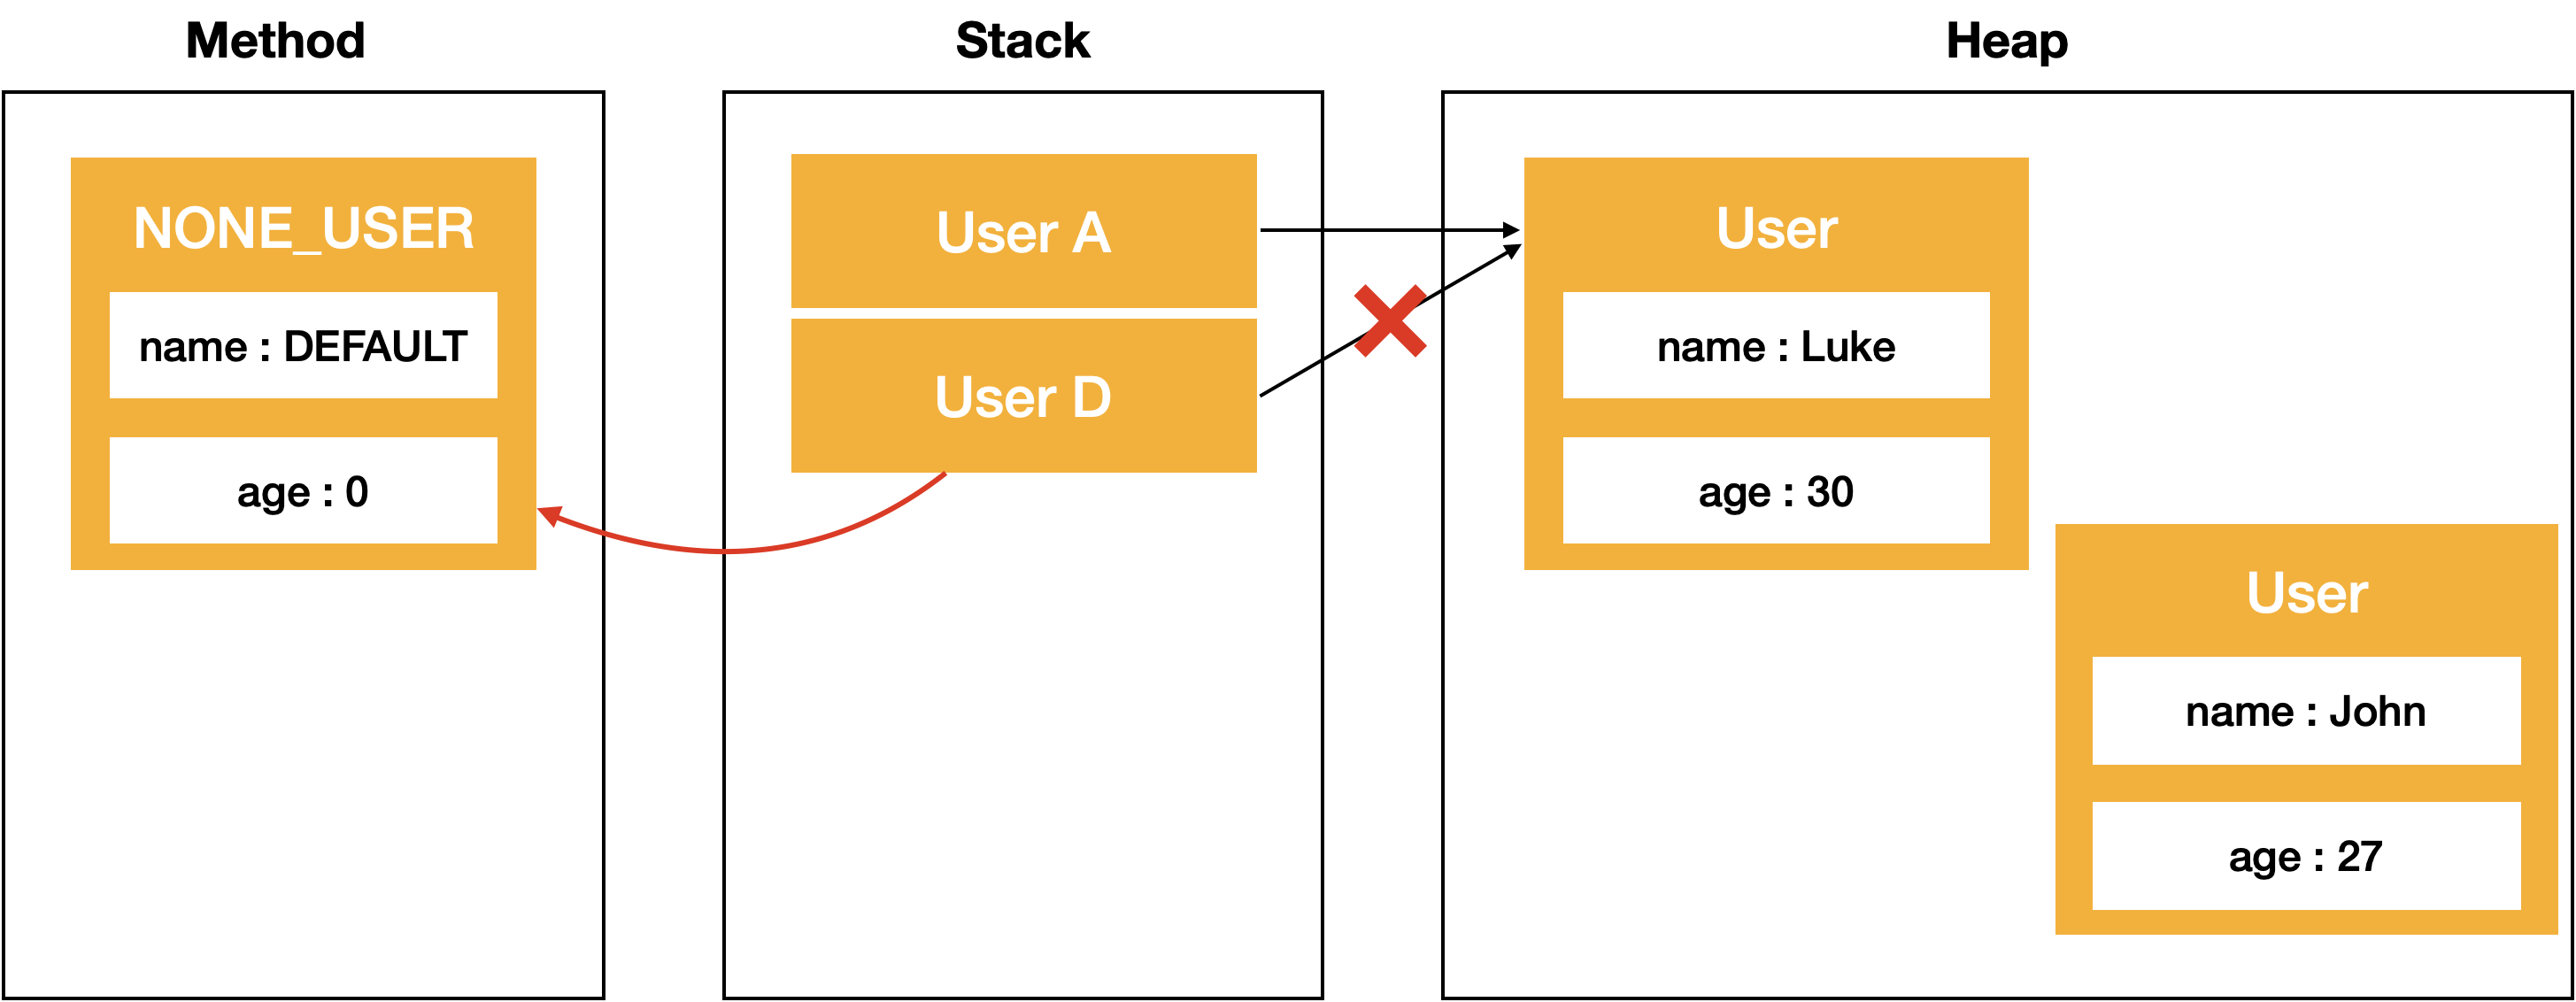 Method
NONE_USER
name : DEFAULT
age : 0
Stack
User A
User D
Heap
User
name : Luke
age : 30
User
name : John
age : 27